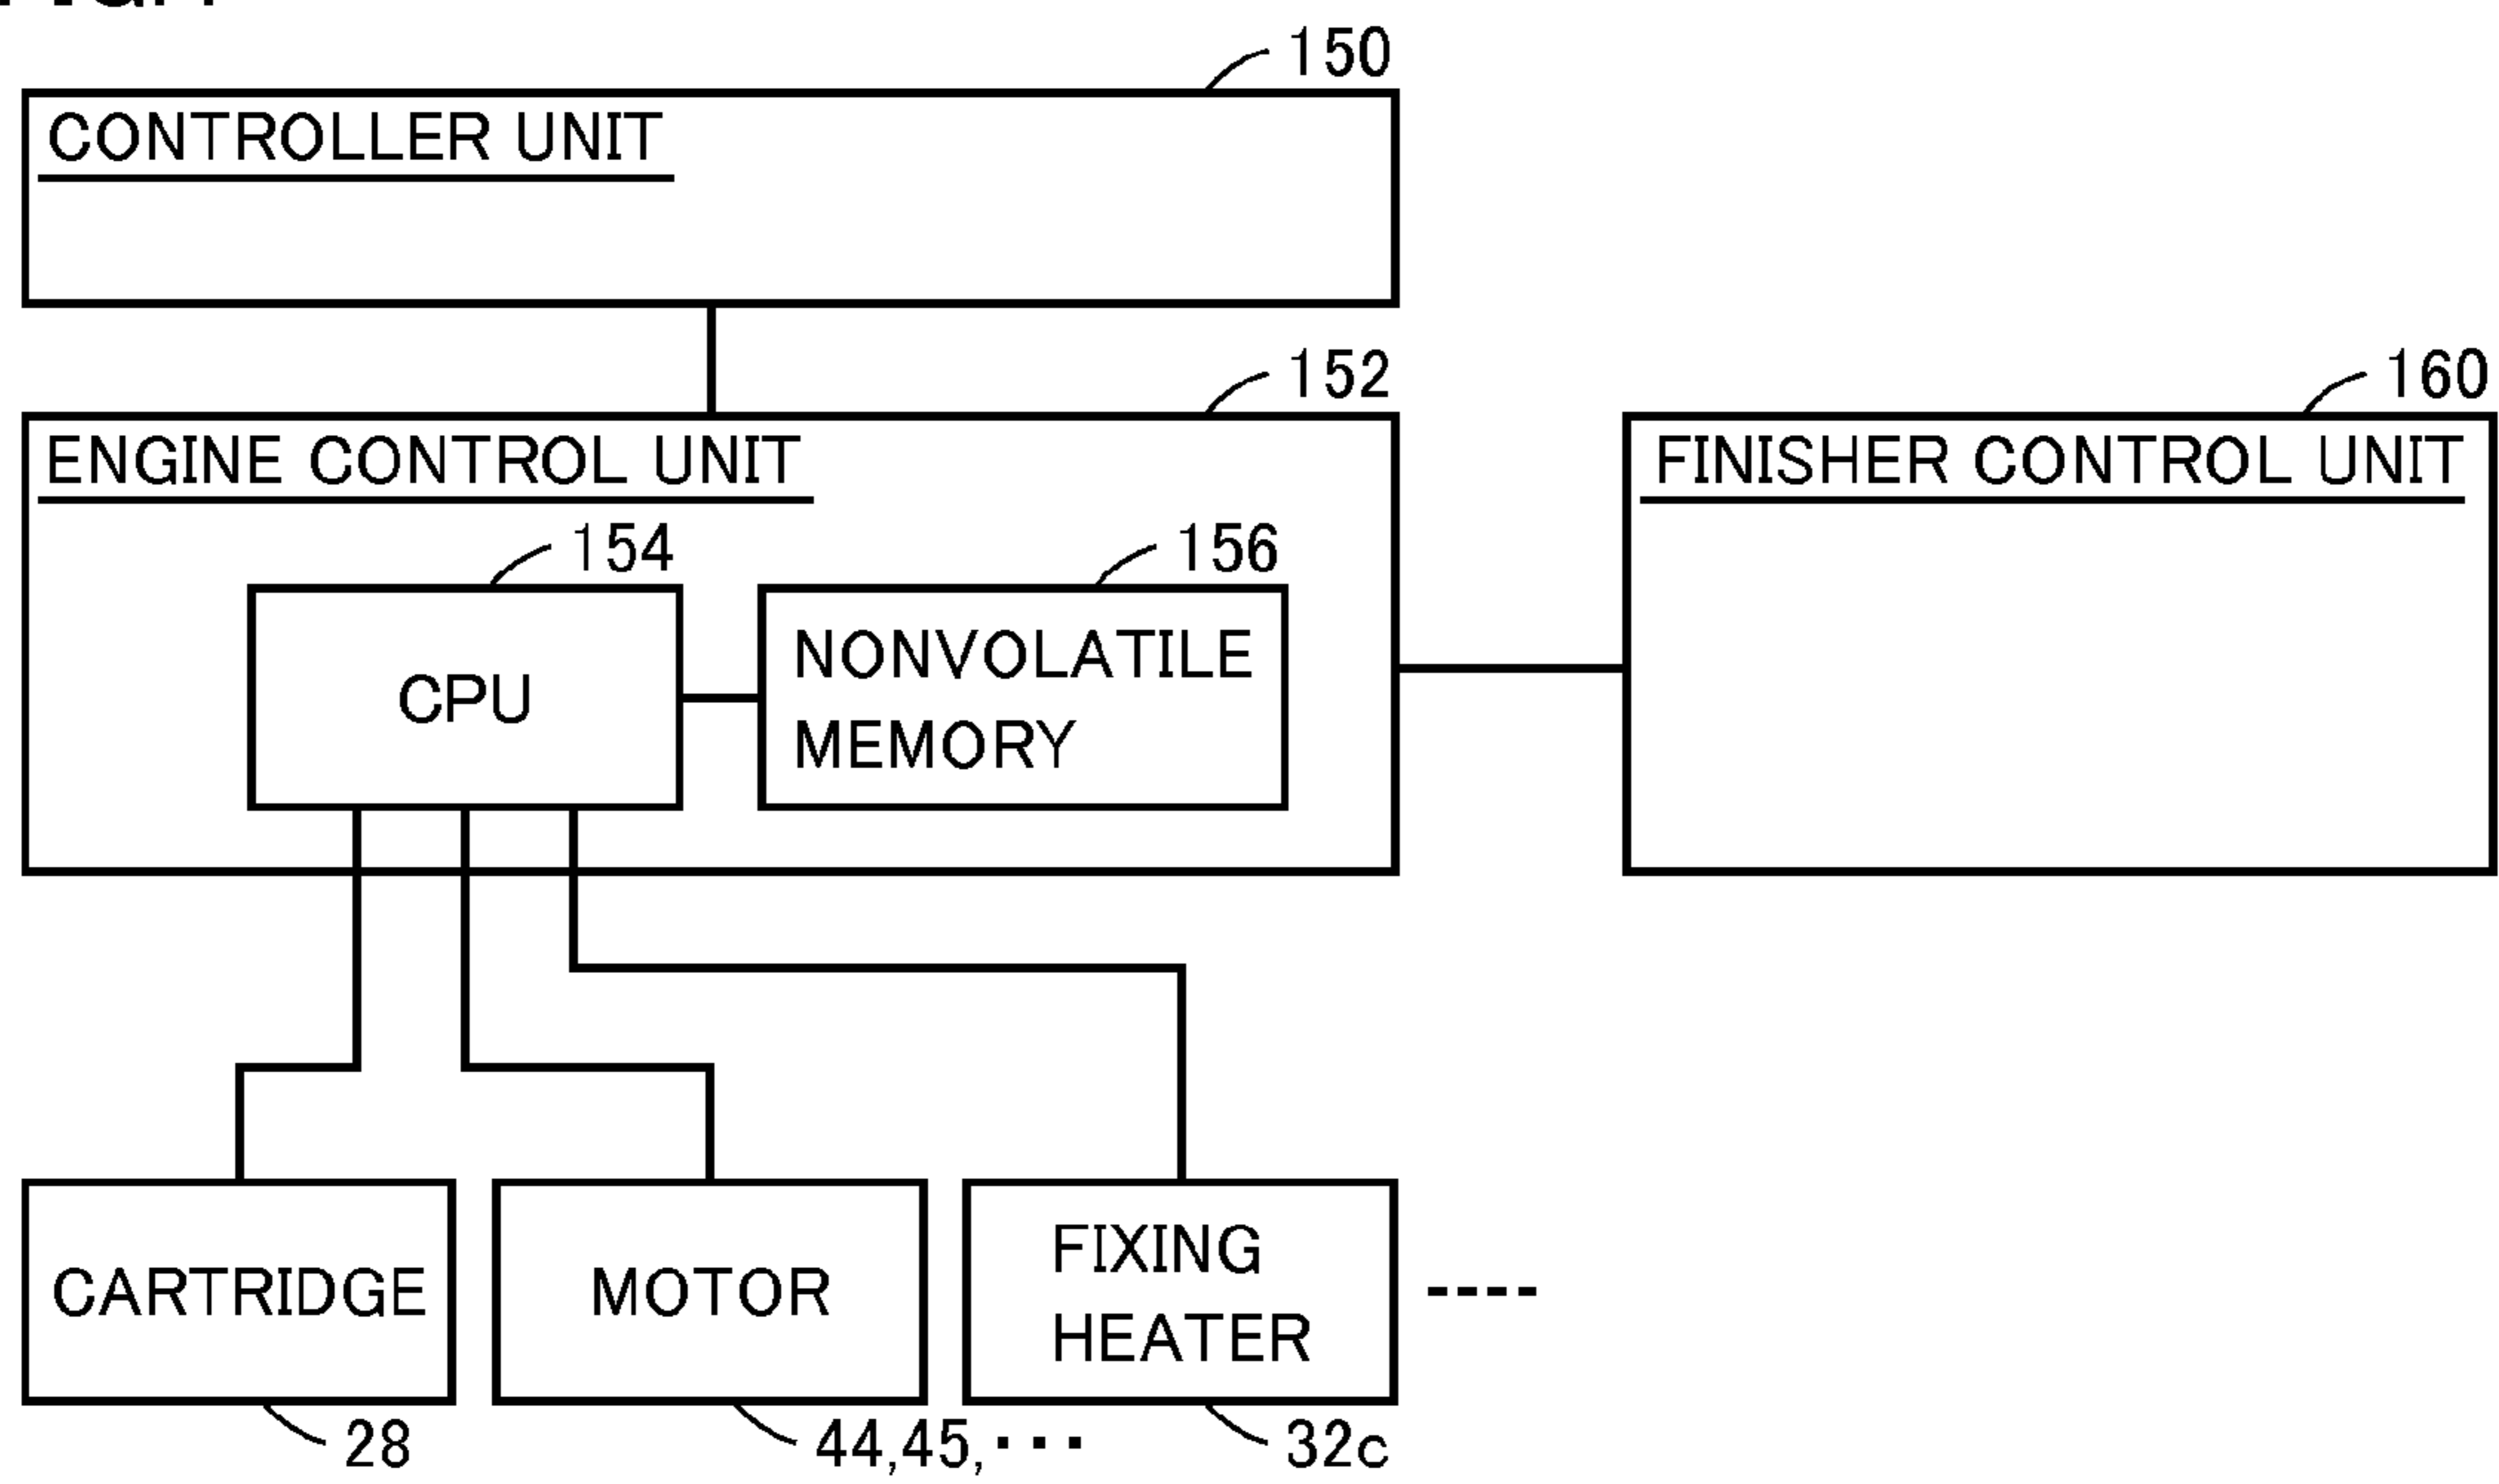 150
CONTROLLER UNIT
152
160
ENGINE CONTROL UNIT
FINISHER CONTROL UNIT
154
156
CPU
NONVOLATILE
MEMORY
CARTRIDGE
MOTOR
FIXING
HEATER
----
28
44,45,･･･
32c